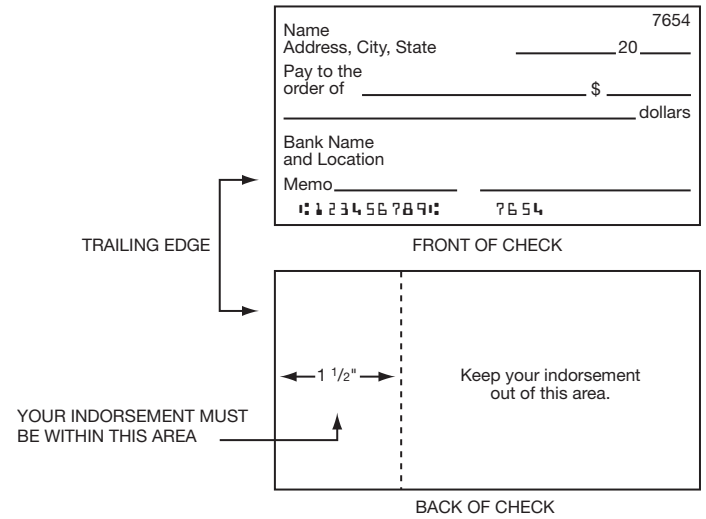 7654
Name
Address, City, State 20
Pay to the
order of $
dollars
Bank Name
and Location
Memo
⑆123456789⑆ 7654
TRAILING EDGE
FRONT OF CHECK
1 1/2"
Keep your indorsement
out of this area.
YOUR INDORSEMENT MUST
BE WITHIN THIS AREA
BACK OF CHECK